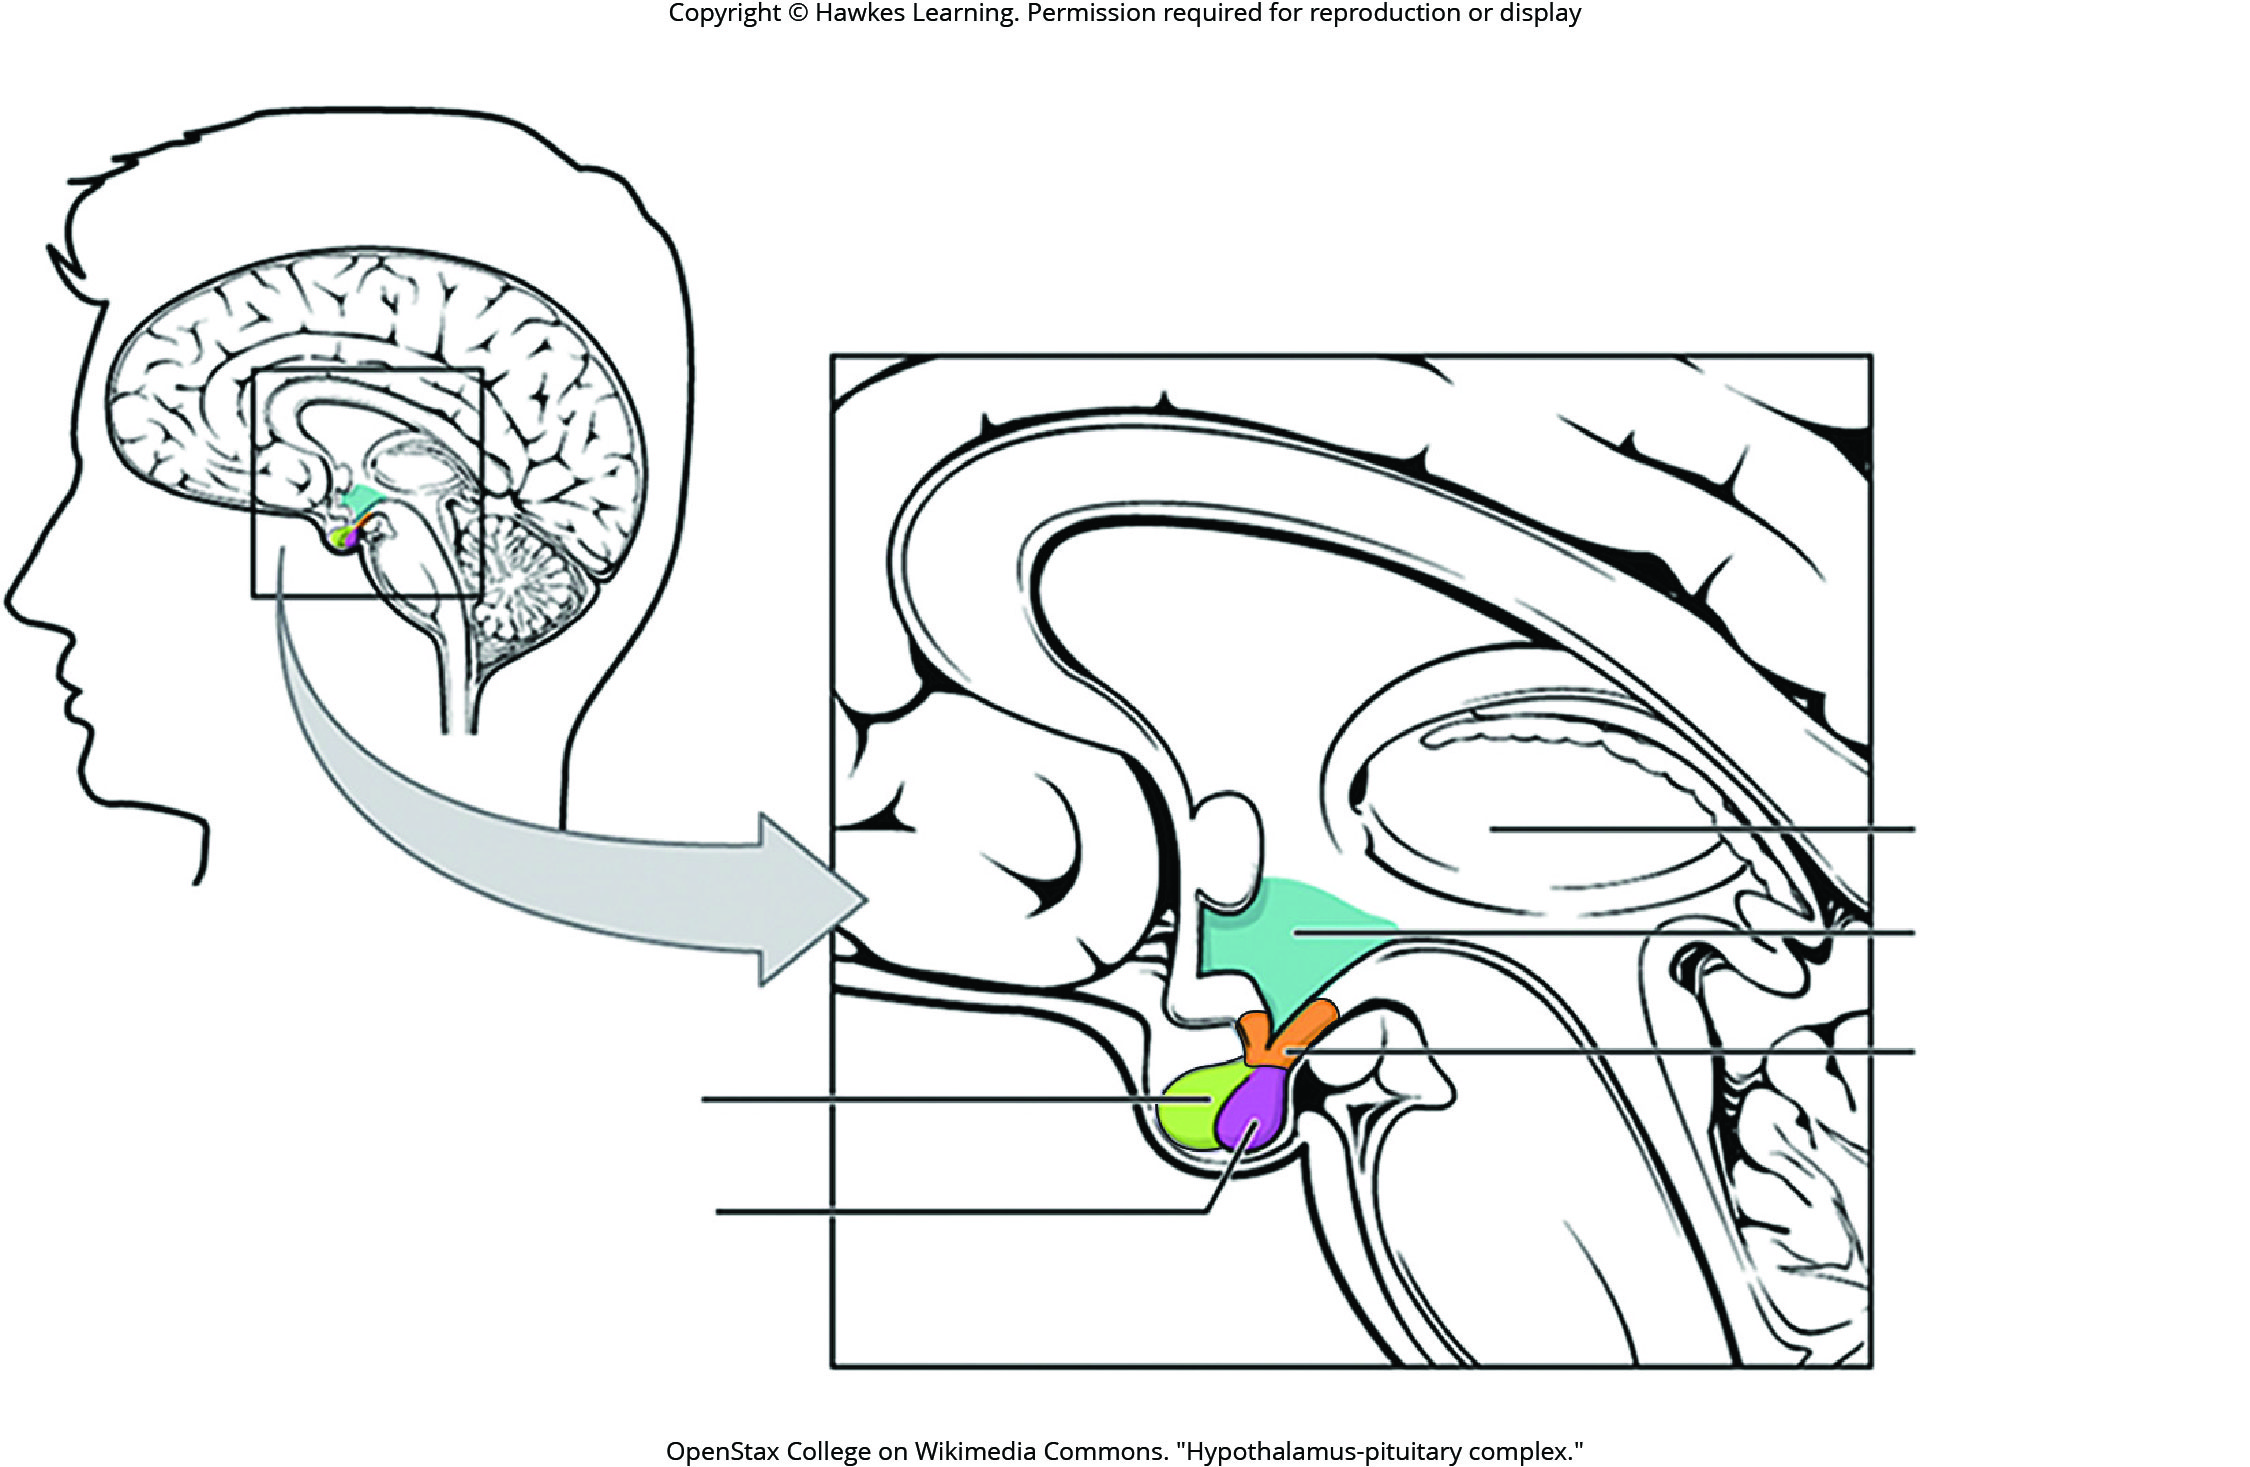 Copyright © Hawkes Learning. Permission required for reproduction or display
OpenStax College on Wikimedia Commons. "Hypothalamus-pituitary complex."